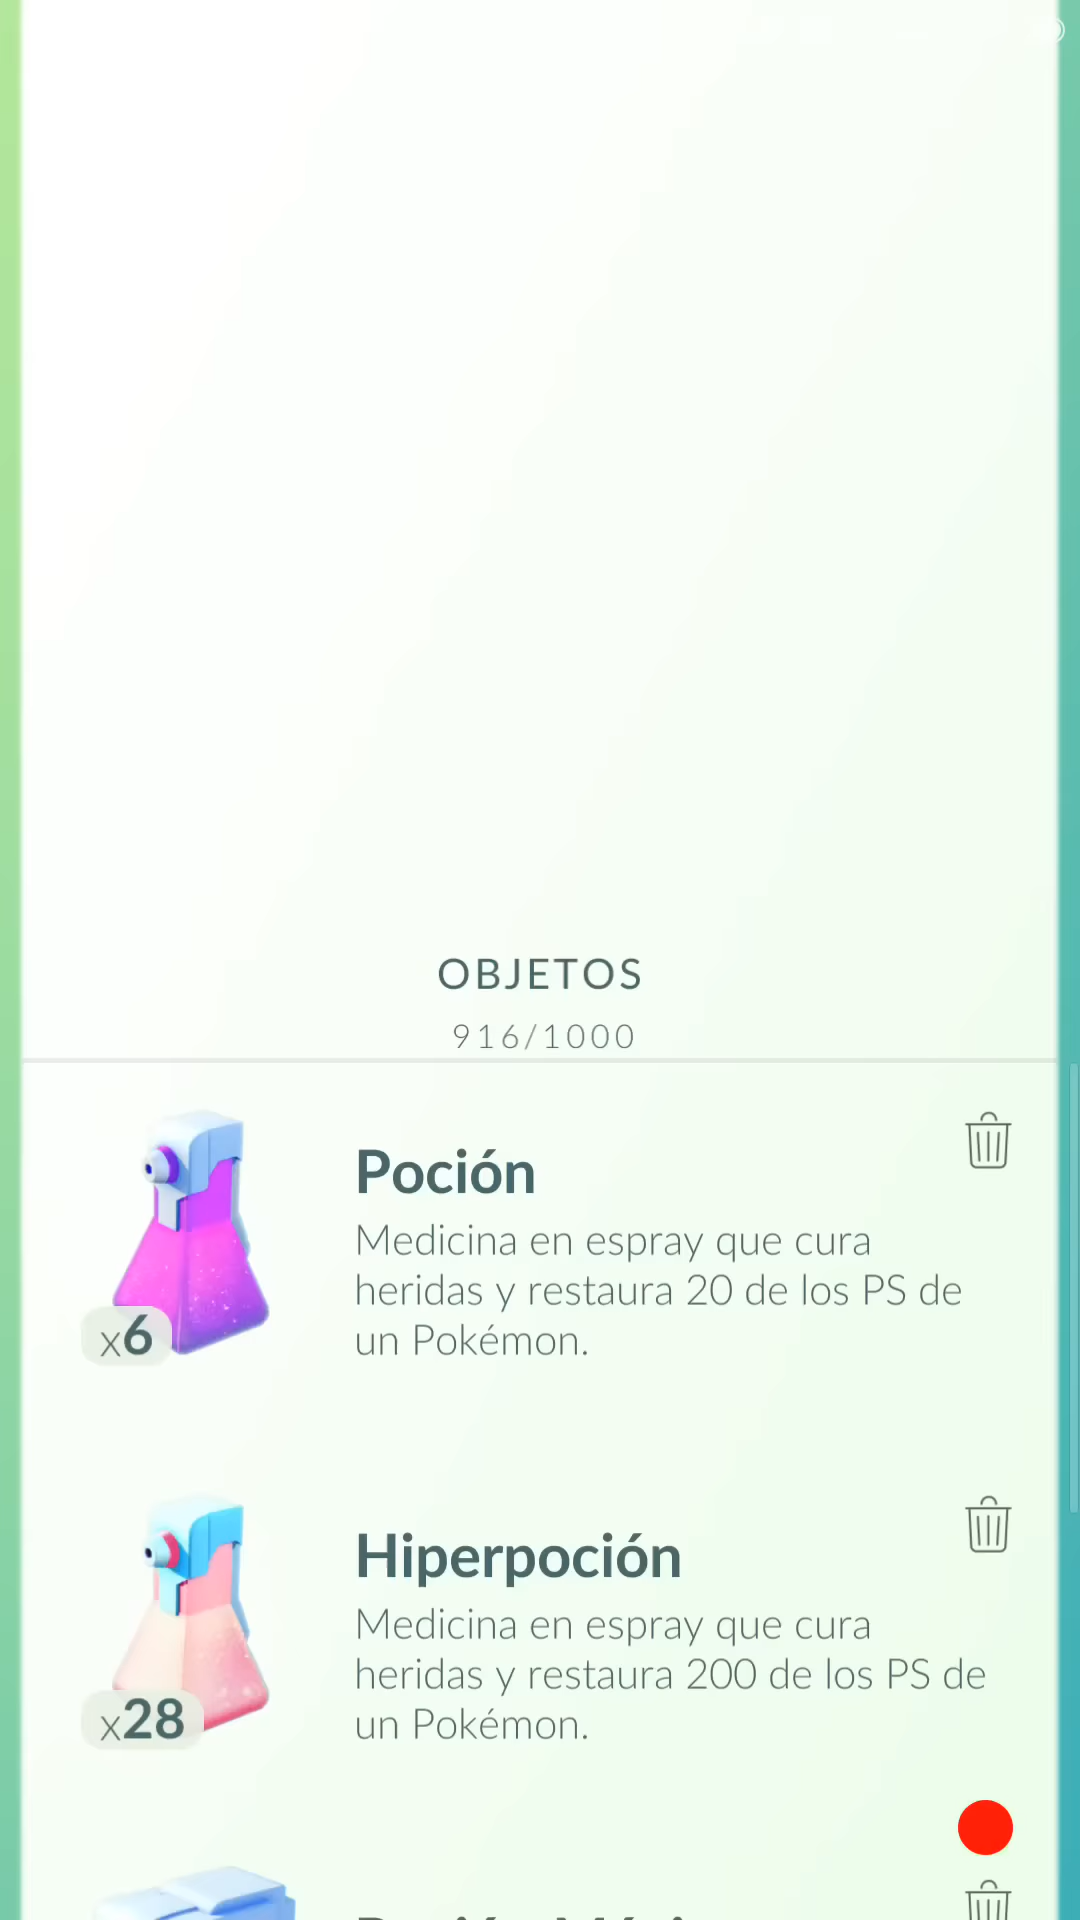 OBJETOS
916/1000
Poción
Medicina en espray que cura
heridas y restaura 20 de los PS de
un Pokémon.
x6
Hiperpoción
Medicina en espray que cura
heridas y restaura 200 de los PS de
un Pokémon.
x28